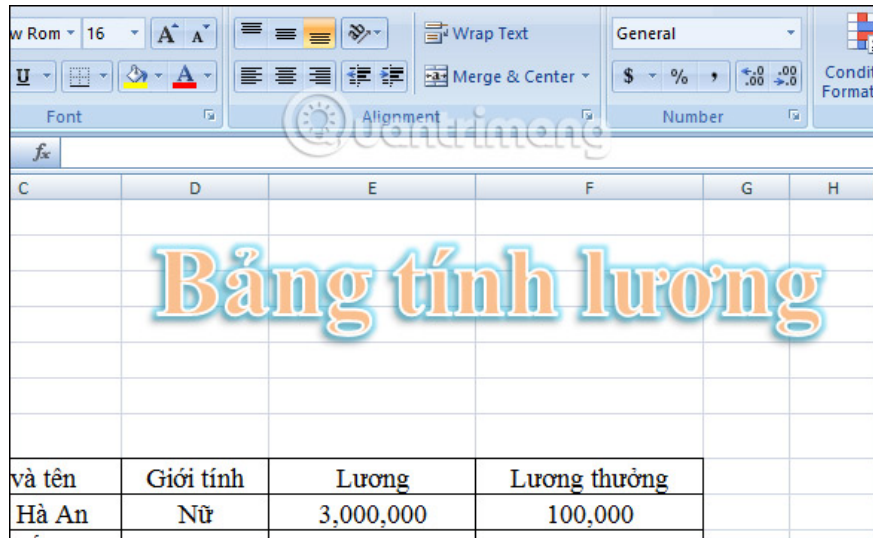 w Rom 16 A A Wrap Text General
U A Merge & Center $ % , .00 .00 Condit
Format
Font Alignment Number
Quantrimang
fx
C D E F G H
Bảng tính lương
và tên Giới tính Lương Lương thưởng
Hà An Nữ 3,000,000 100,000